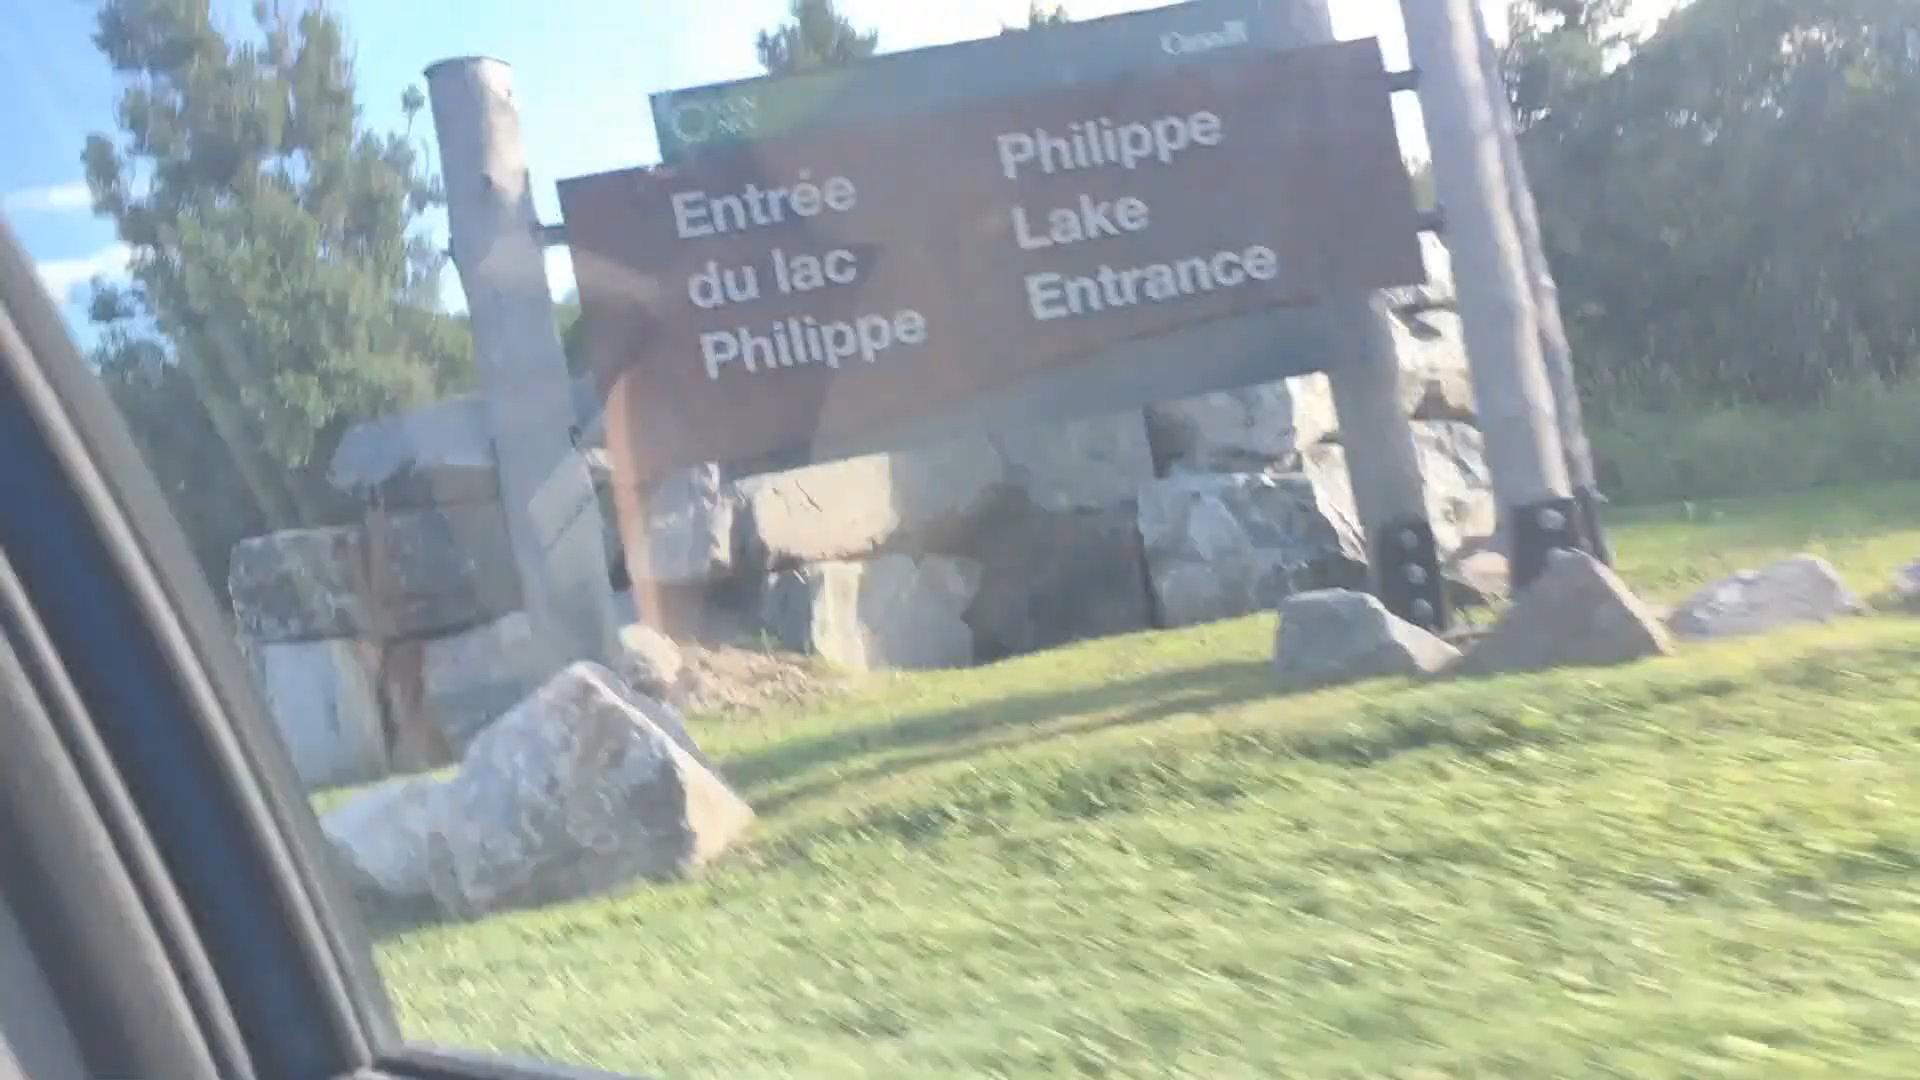 Canada
Entrée
du lac
Philippe
Philippe
Lake
Entrance